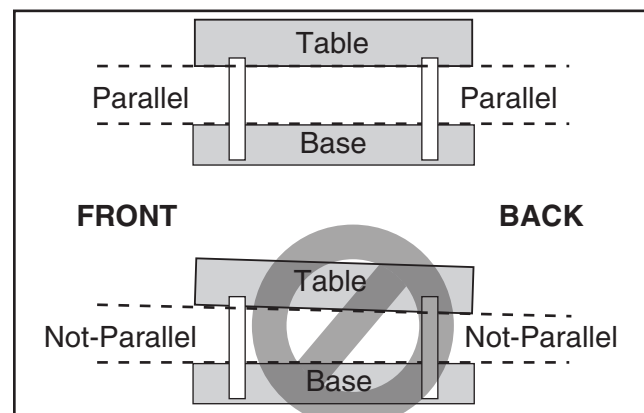 Table
Parallel Parallel
Base
FRONT BACK
Table
Not-Parallel Not-Parallel
Base